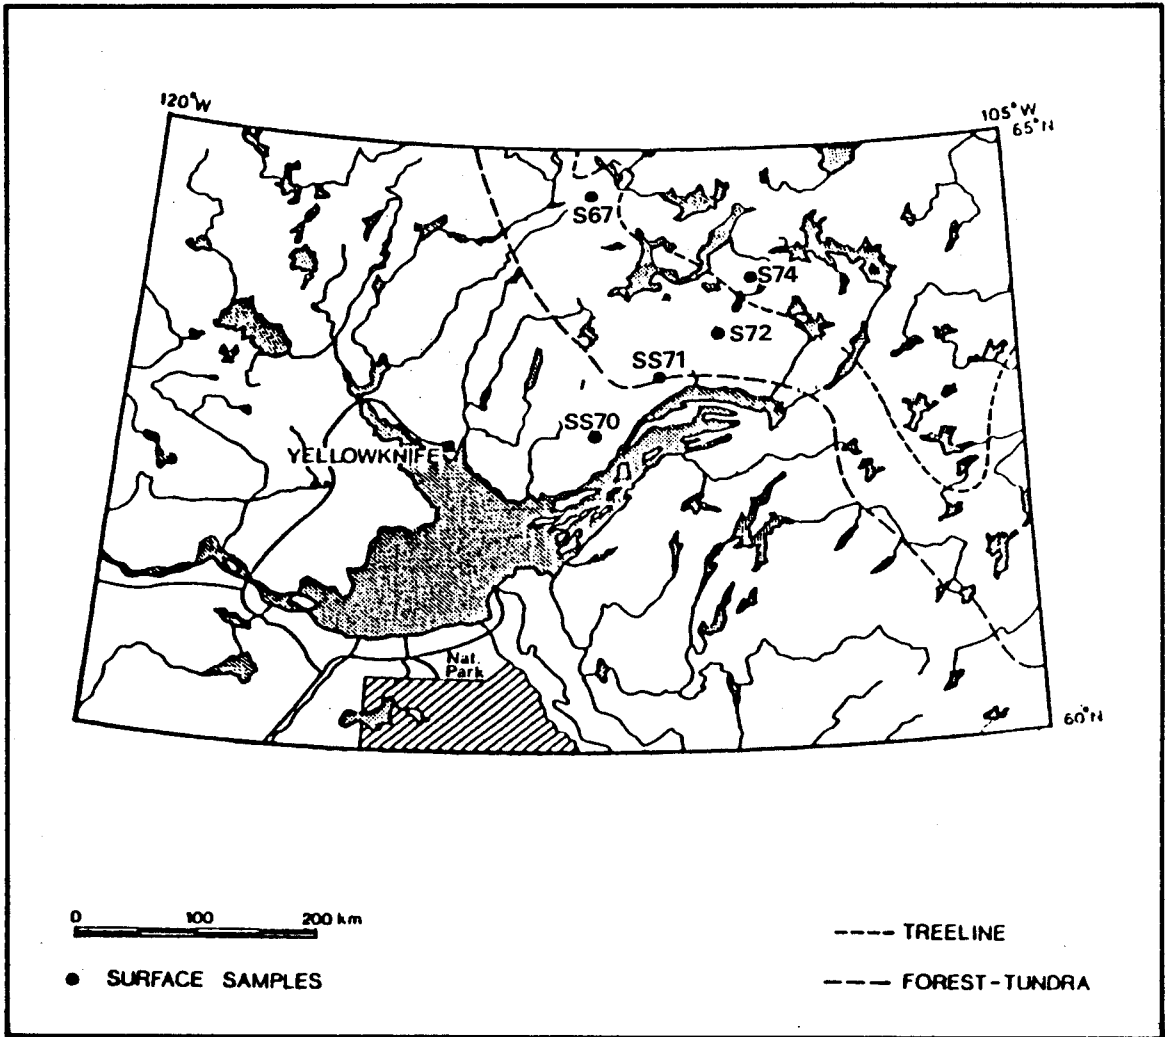 120°W
105°W
65°N
S67
S74
S72
SS71
SS70
YELLOWKNIFE
Nat.
Park
60°N
0 100 200 km
SURFACE SAMPLES
TREELINE
FOREST-TUNDRA